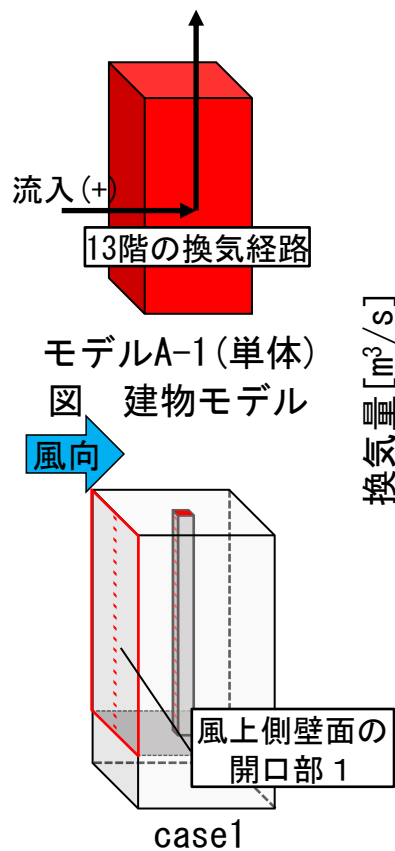 流入(+)
13階の換気経路
モデルA-1(単体)
図 建物モデル
換気量[m³/s]
風向
風上側壁面の
開口部1
case1